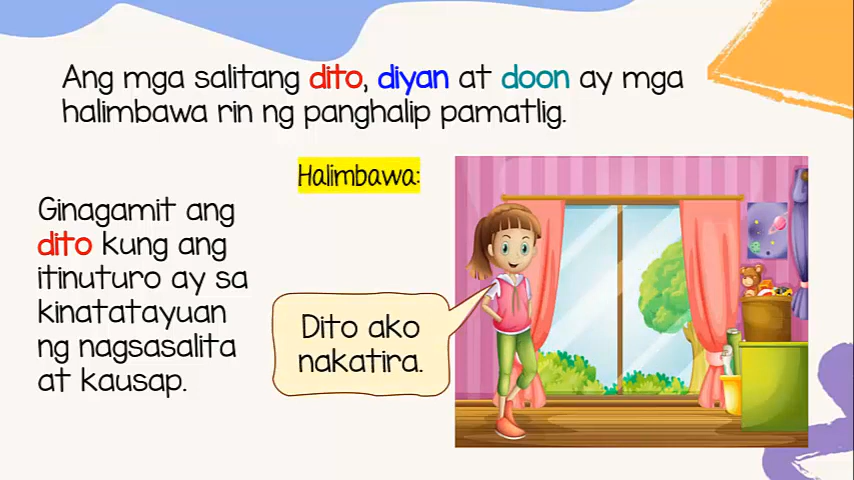 Ang mga salitang dito, diyan at doon ay mga
halimbawa rin ng panghalip pamatlig.
Halimbawa:
Ginagamit ang
dito kung ang
itinuturo ay sa
kinatatayuan
ng nagsasalita
at kausap.
Dito ako
nakatira.